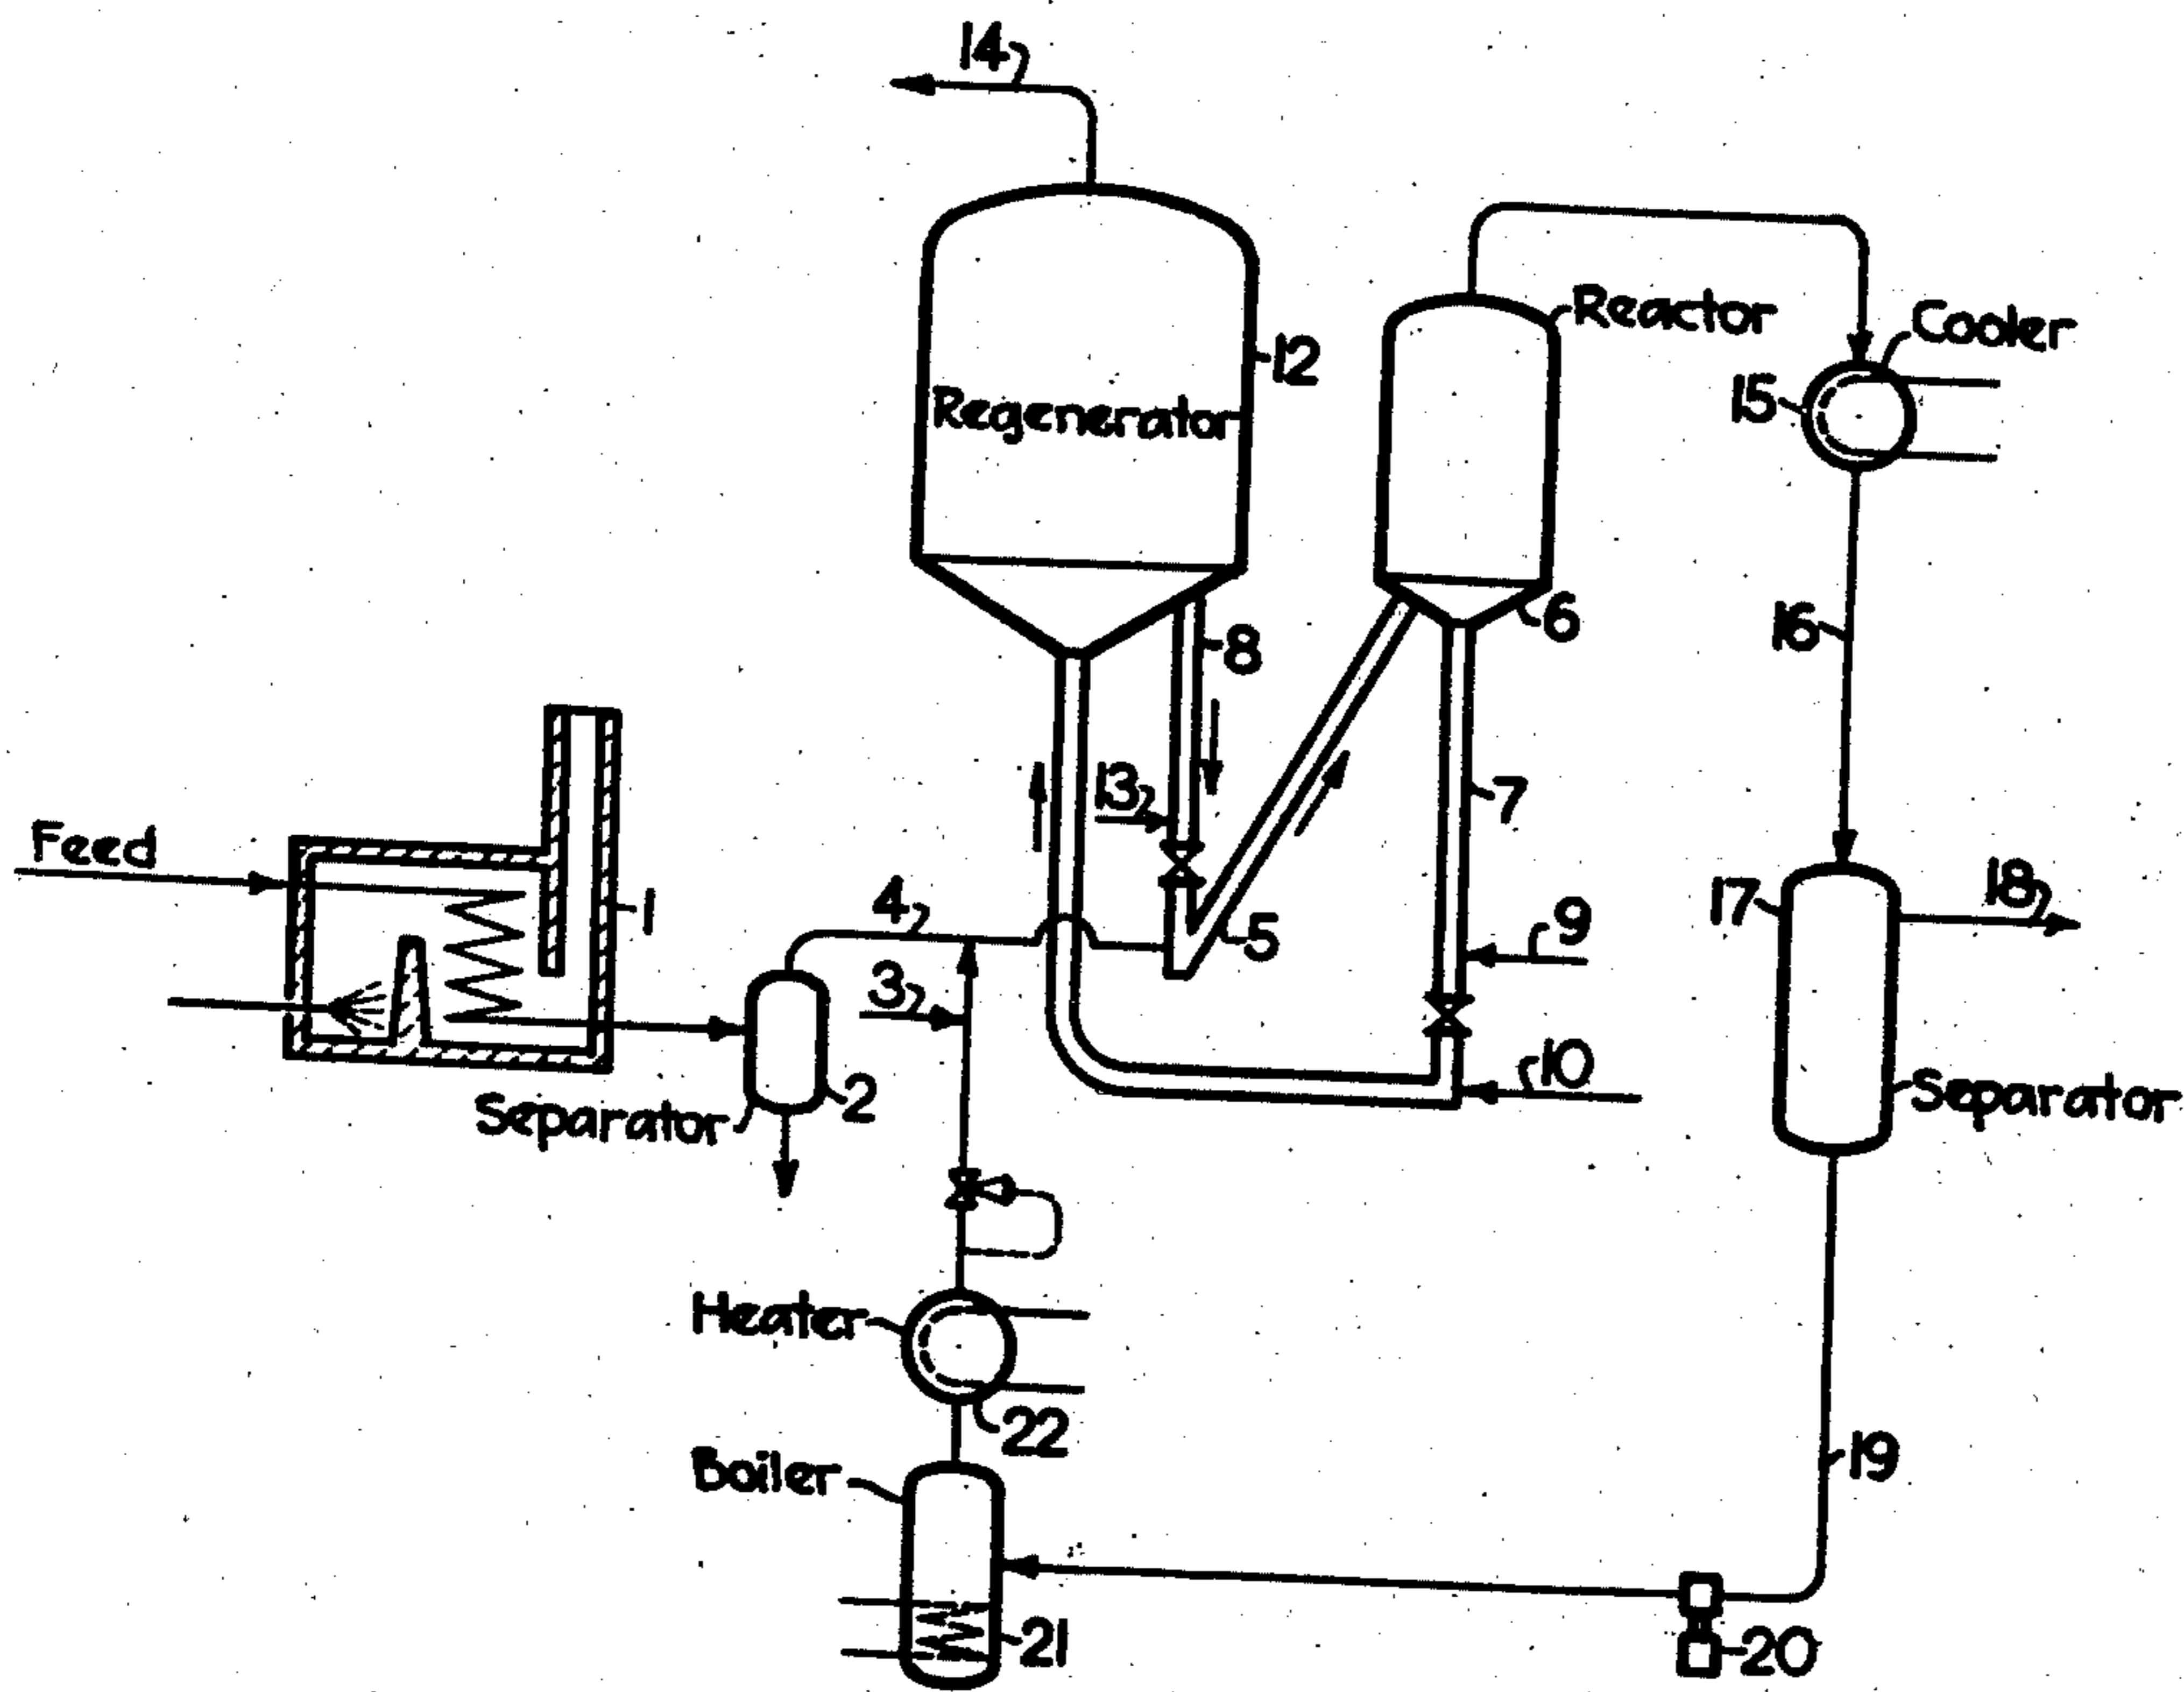 14
Reactor
Cooler
12
15
Regenerator
6
16
8
13
7
Feed
1
4
5
9
17
18
3
10
2
Separator
Separator
Heater
22
Boiler
19
21
20